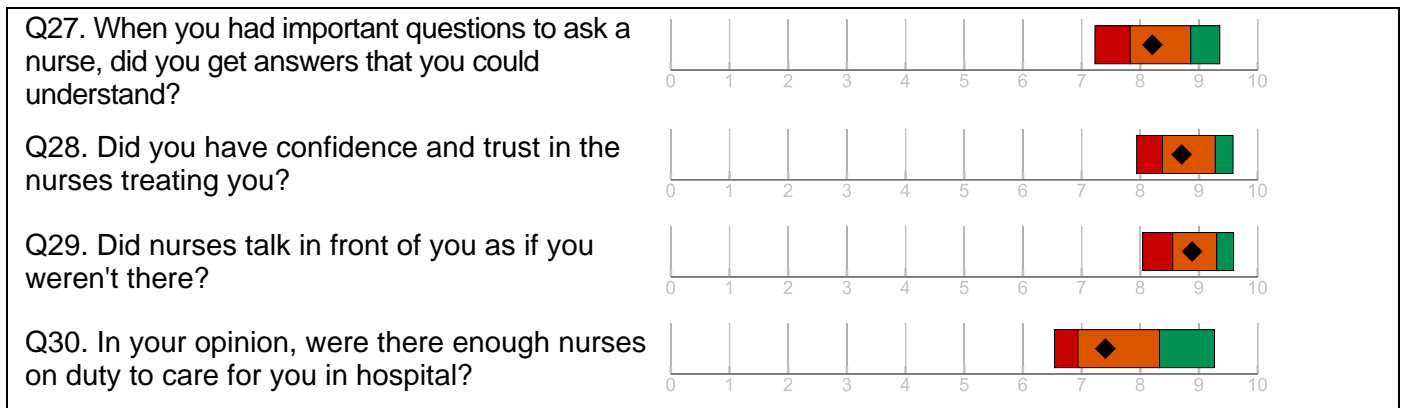 Q27. When you had important questions to ask a
nurse, did you get answers that you could
understand?
0 1 2 3 4 5 6 7 8 9 10
Q28. Did you have confidence and trust in the
nurses treating you?
0 1 2 3 4 5 6 7 8 9 10
Q29. Did nurses talk in front of you as if you
weren't there?
0 1 2 3 4 5 6 7 8 9 10
Q30. In your opinion, were there enough nurses
on duty to care for you in hospital?
0 1 2 3 4 5 6 7 8 9 10